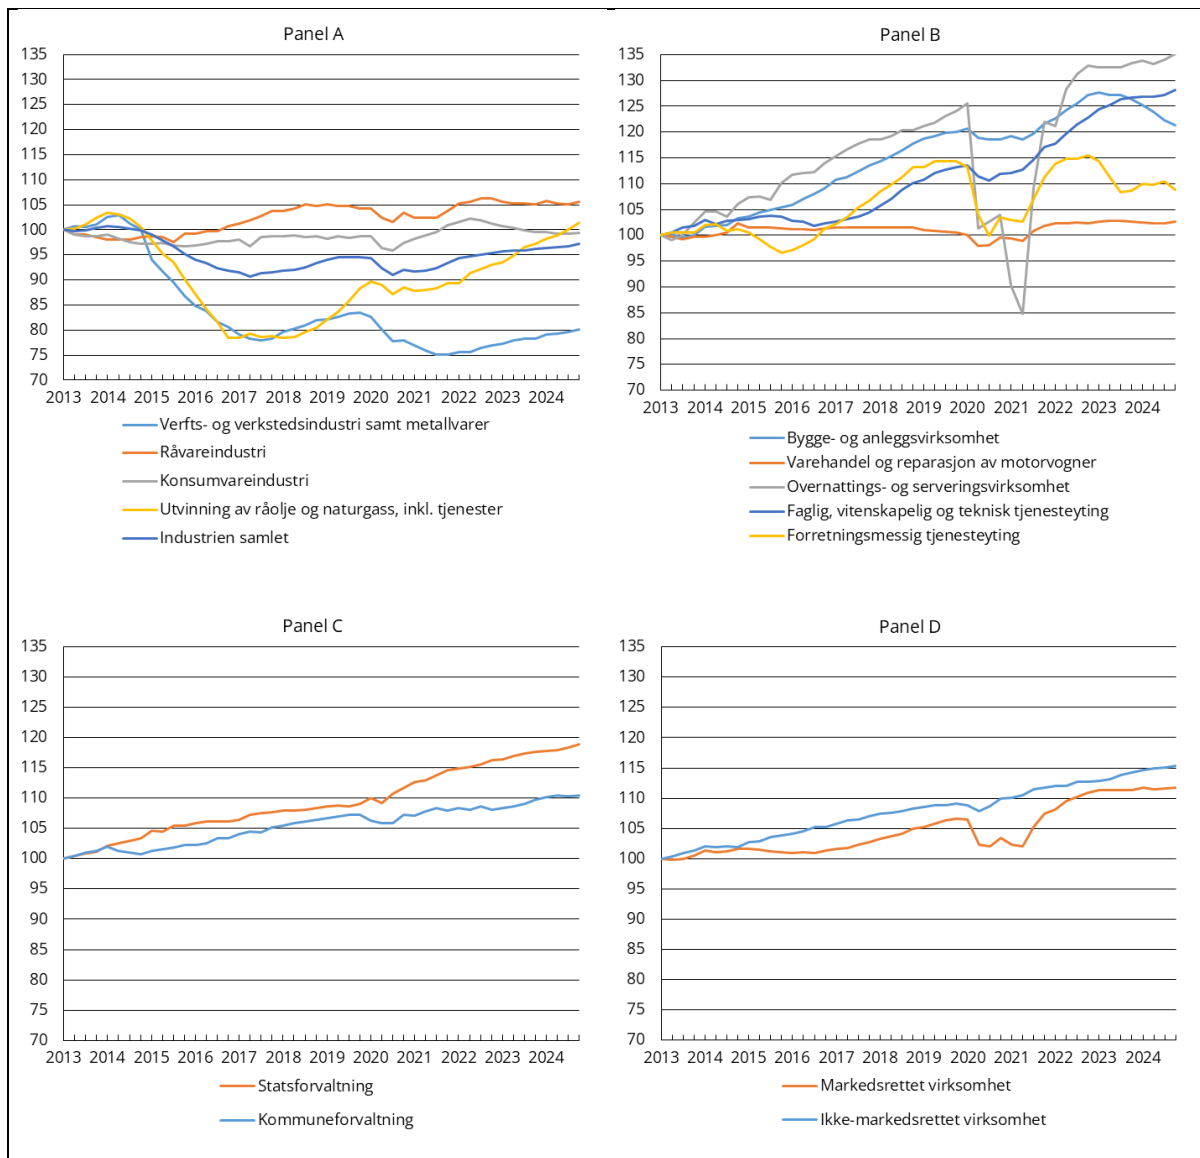 Panel A
135
130
125
120
115
110
105
100
95
90
85
80
75
70
2013 2014 2015 2016 2017 2018 2019 2020 2021 2022 2023 2024
Verfts- og verkstedsindustri samt metallvarer
Råvareindustri
Konsumvareindustri
Utvinning av råolje og naturgass, inkl. tjenester
Industrien samlet
Panel B
135
130
125
120
115
110
105
100
95
90
85
80
75
70
2013 2014 2015 2016 2017 2018 2019 2020 2021 2022 2023 2024
Bygge- og anleggsvirksomhet
Varehandel og reparasjon av motorvogner
Overnattings- og serveringsvirksomhet
Faglig, vitenskapelig og teknisk tjenesteyting
Forretningsmessig tjenesteyting
Panel C
135
130
125
120
115
110
105
100
95
90
85
80
75
70
2013 2014 2015 2016 2017 2018 2019 2020 2021 2022 2023 2024
Statsforvaltning
Kommuneforvaltning
Panel D
135
130
125
120
115
110
105
100
95
90
85
80
75
70
2013 2014 2015 2016 2017 2018 2019 2020 2021 2022 2023 2024
Markedsrettet virksomhet
Ikke-markedsrettet virksomhet